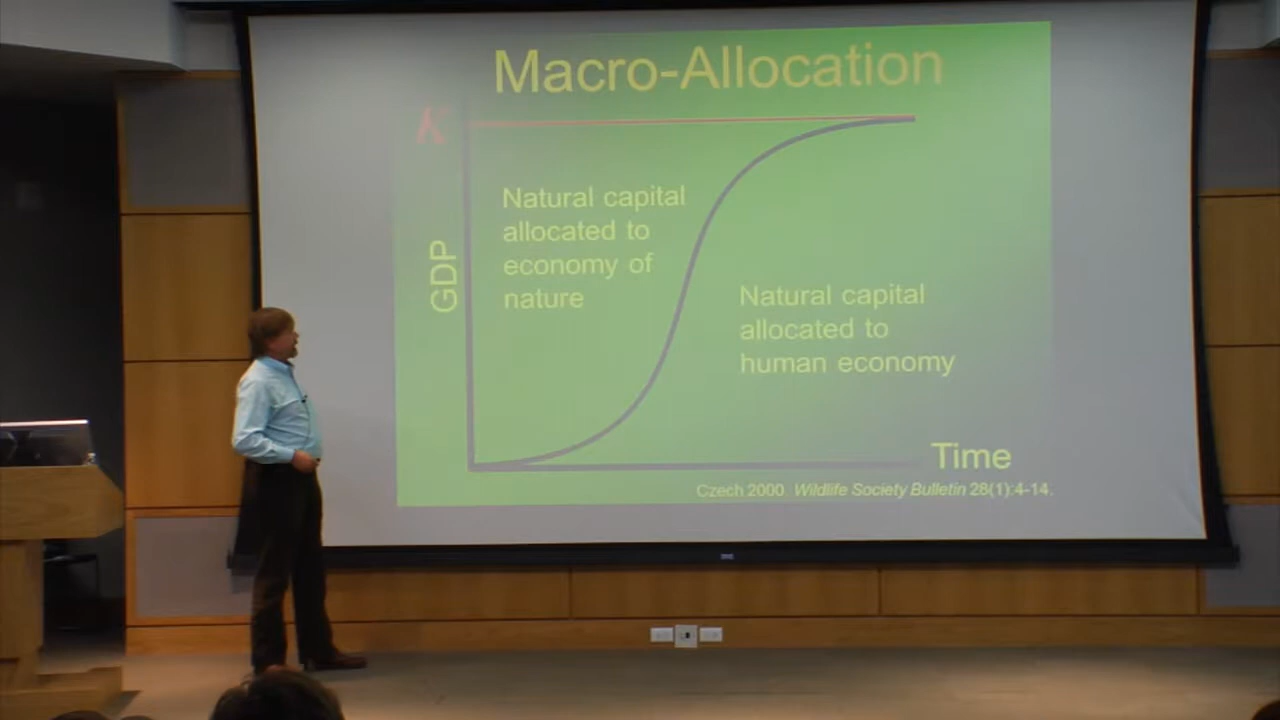 Macro-Allocation
K
GDP
Natural capital
allocated to
economy of
nature
Natural capital
allocated to
human economy
Time
Czech 2000. Wildlife Society Bulletin 28(1):4-14.